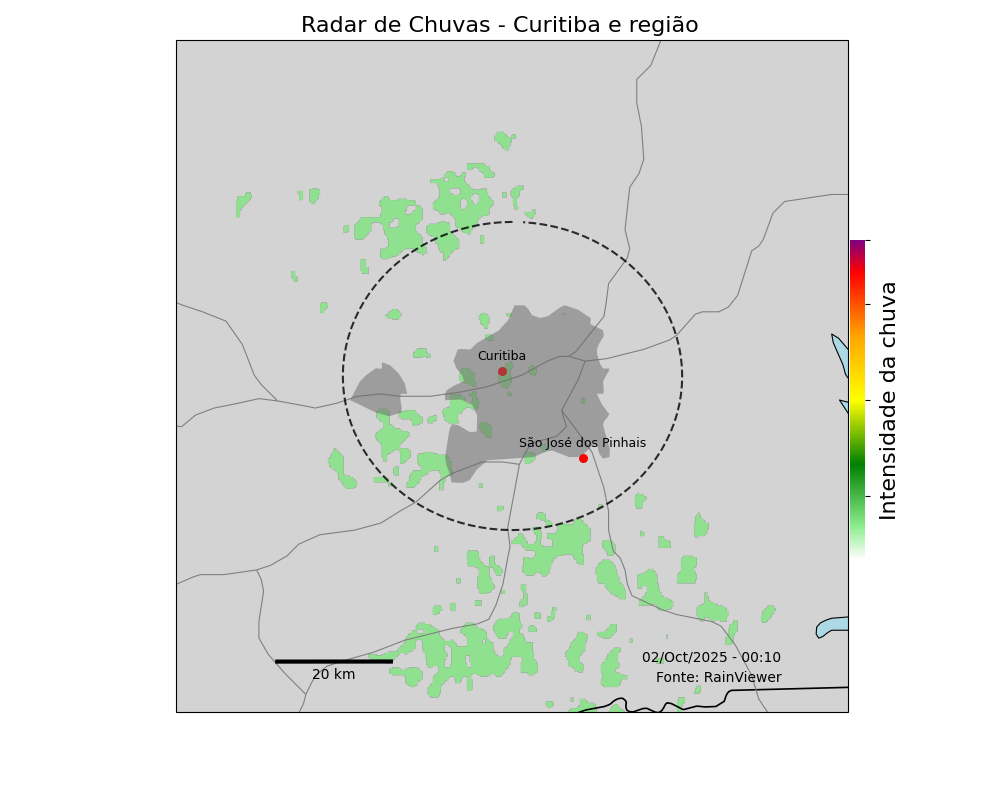 Radar de Chuvas - Curitiba e região
Curitiba
São José dos Pinhais
Intensidade da chuva
02/Oct/2025 - 00:10
Fonte: RainViewer
20 km